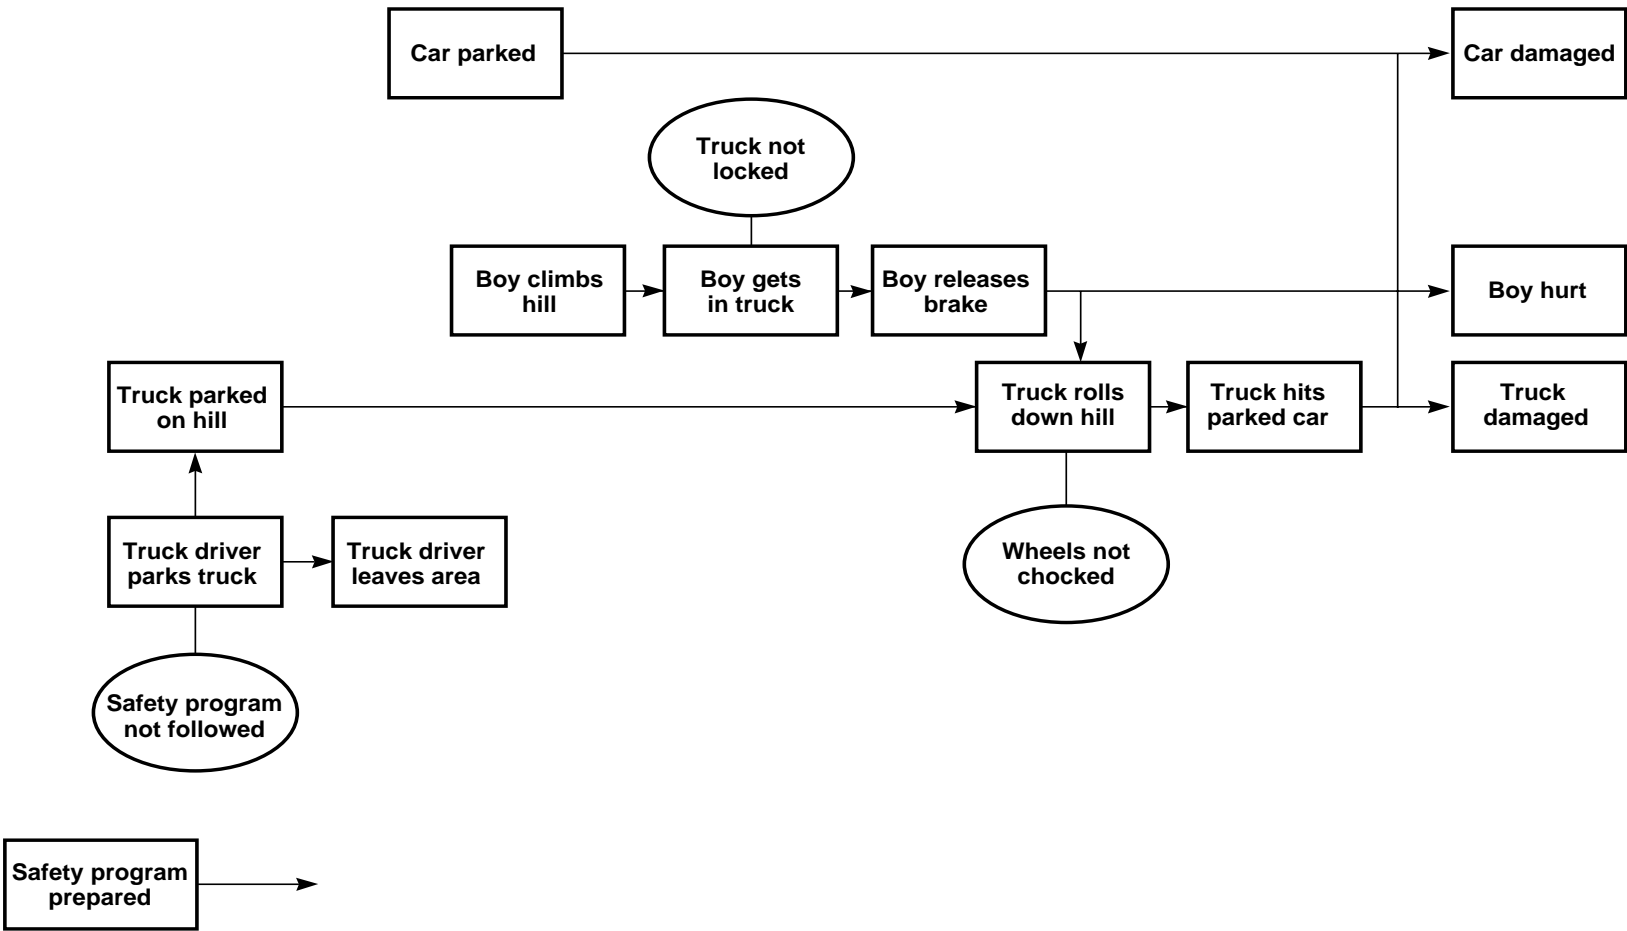 Car parked
Car damaged
Truck not
locked
Boy climbs
hill
Boy gets
in truck
Boy releases
brake
Boy hurt
Truck parked
on hill
Truck rolls
down hill
Truck hits
parked car
Truck
damaged
Truck driver
parks truck
Truck driver
leaves area
Wheels not
chocked
Safety program
not followed
Safety program
prepared